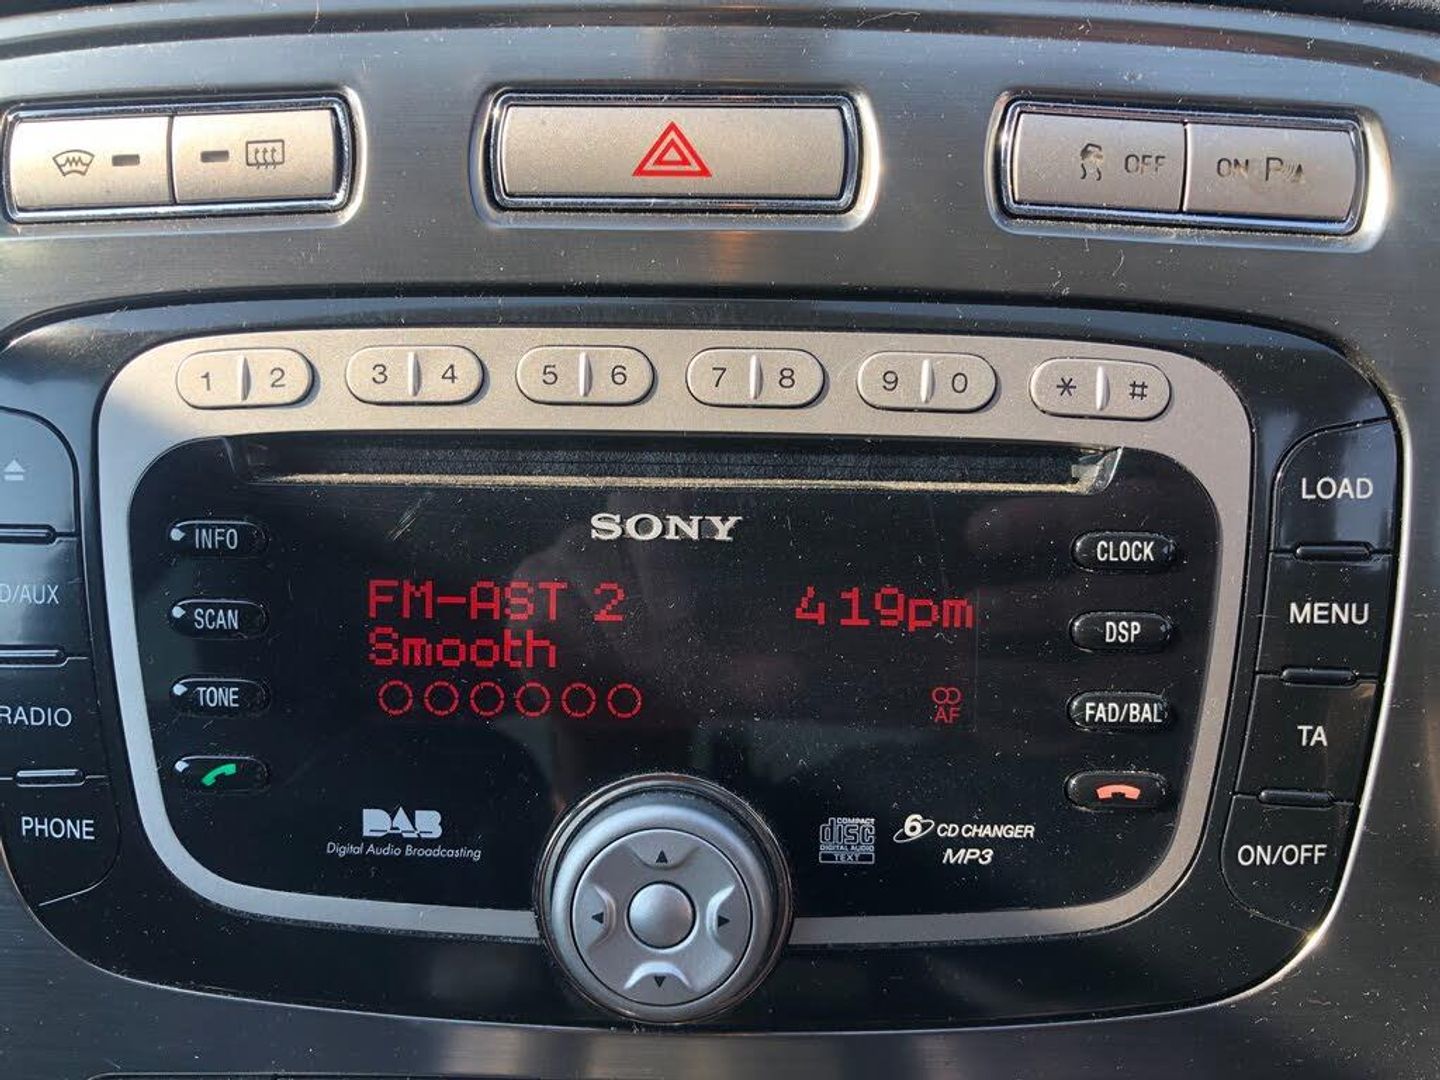 OFF
ON P
1 2 3 4 5 6 7 8 9 0 * #
SONY
LOAD
INFO
CLOCK
D/AUX
FM-AST 2 419pm
MENU
SCAN
Smooth
DSP
TONE
RADIO
AF
FAD/BAL
TA
PHONE
DAB
Digital Audio Broadcasting
COMPACT
disc
DIGITAL AUDIO
TEXT
6 CD CHANGER
MP3
ON/OFF